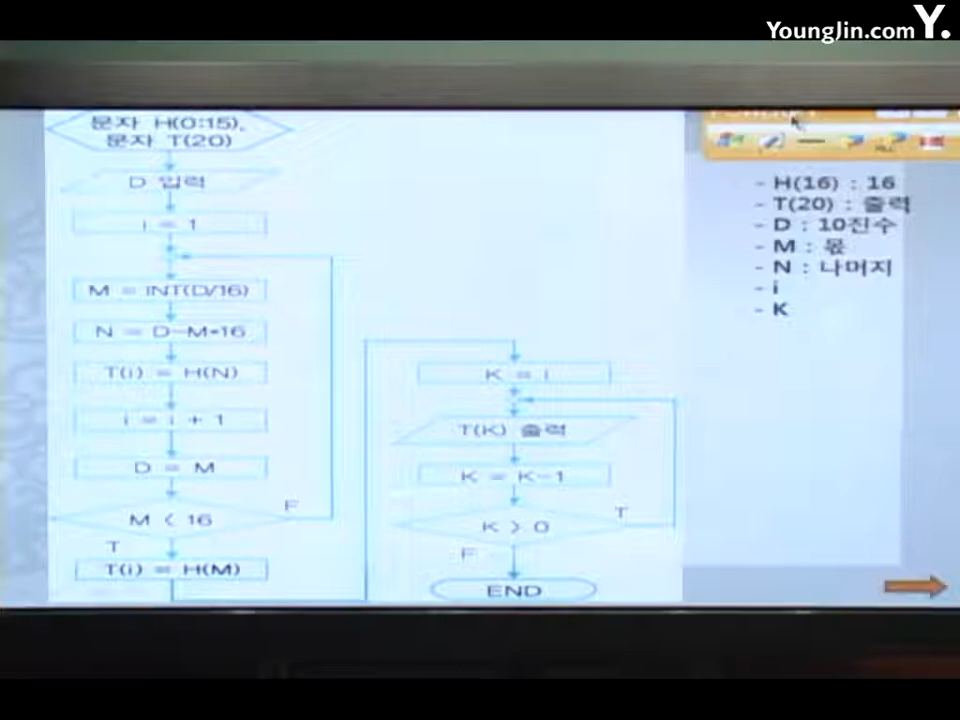 YoungJin.com Y.
문자 H(0:15),
문자 T(20)
D 입력
i = 1
M = INT(D/16)
N = D-M*16
T(i) = H(N)
i = i + 1
D = M
M < 16
F
T
T(i) = H(M)
K = i
T(K) 출력
K = K-1
K > 0
T
F
END
- H(16) : 16
- T(20) : 출력
- D : 10진수
- M : 몫
- N : 나머지
- i
- K